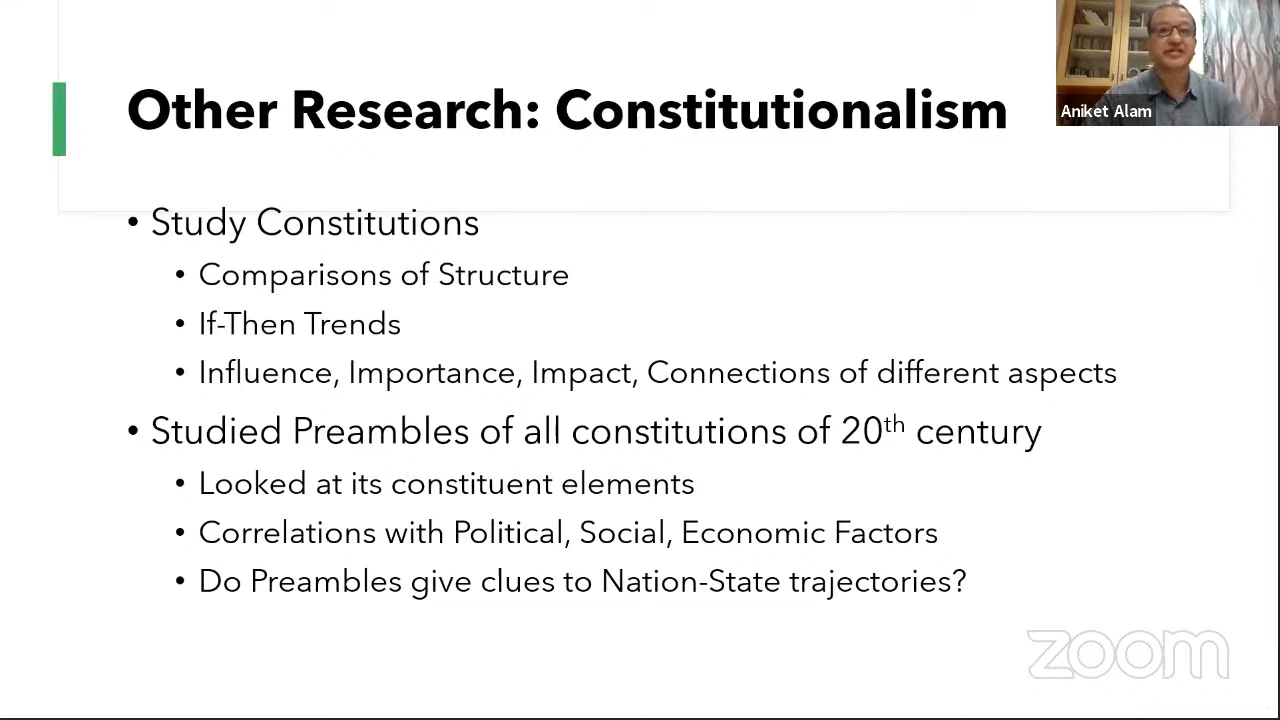 Other Research: Constitutionalism
Aniket Alam
• Study Constitutions
• Comparisons of Structure
• If-Then Trends
• Influence, Importance, Impact, Connections of different aspects
• Studied Preambles of all constitutions of 20th century
• Looked at its constituent elements
• Correlations with Political, Social, Economic Factors
• Do Preambles give clues to Nation-State trajectories?
zoom